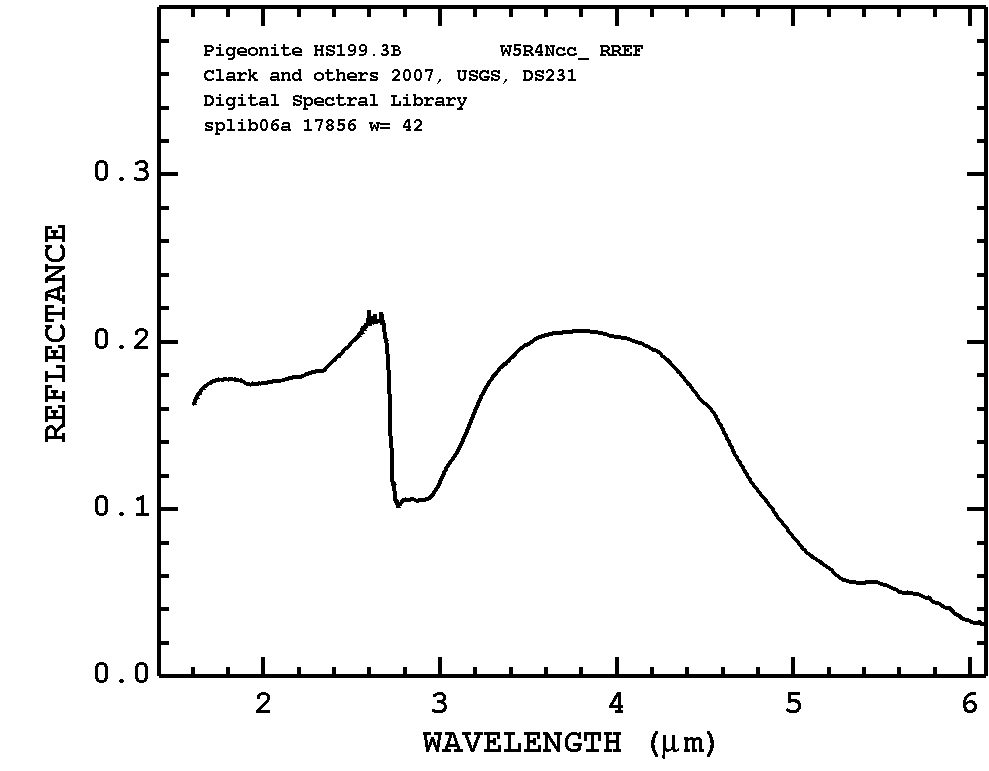 Pigeonite HS199.3B W5R4Ncc_ RREF
Clark and others 2007, USGS, DS231
Digital Spectral Library
splib06a 17856 w= 42
0.3
0.2
0.1
0.0
REFLECTANCE
2 3 4 5 6
WAVELENGTH (μm)